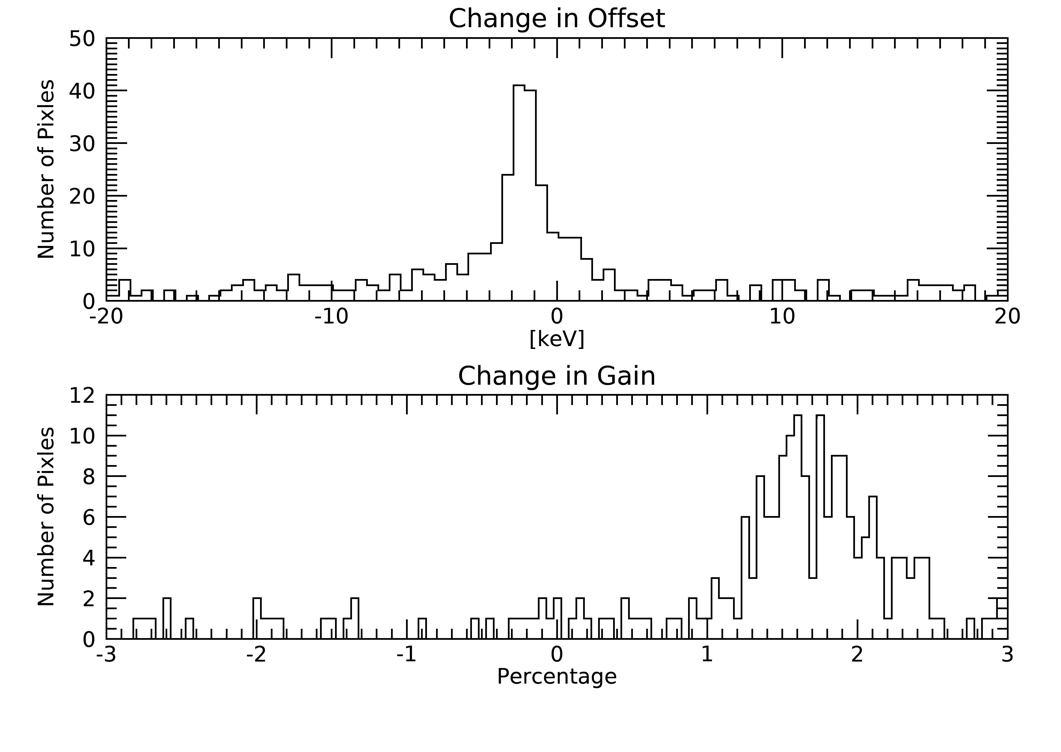 Change in Offset
50
40
30
20
10
0
Number of Pixles
-20 -10 0 10 20
[keV]
Change in Gain
12
10
8
6
4
2
0
Number of Pixles
-3 -2 -1 0 1 2 3
Percentage